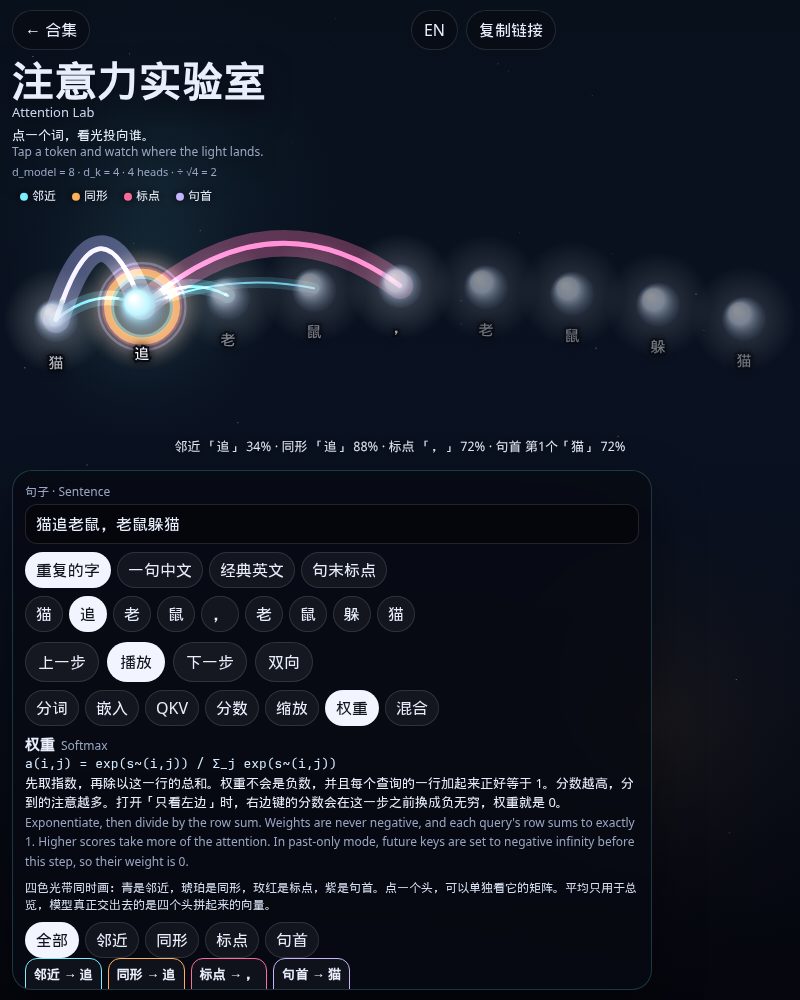 ← 合集
EN
复制链接
注意力实验室
Attention Lab
点一个词，看光投向谁。
Tap a token and watch where the light lands.
d_model = 8 · d_k = 4 · 4 heads · ÷ √4 = 2
邻近 同形 标点 句首
猫 追 老 鼠 ， 老 鼠 躲 猫
邻近「追」34% · 同形「追」88% · 标点「，」72% · 句首 第1个「猫」72%
句子 · Sentence
猫追老鼠，老鼠躲猫
重复的字 一句中文 经典英文 句末标点
猫 追 老 鼠 ， 老 鼠 躲 猫
上一步 播放 下一步 双向
分词 嵌入 QKV 分数 缩放 权重 混合
权重 Softmax
a(i,j) = exp(s~(i,j)) / Σ_j exp(s~(i,j))
先取指数，再除以这一行的总和。权重不会是负数，并且每个查询的一行加起来正好等于 1。分数越高，分
到的注意越多。打开「只看左边」时，右边键的分数会在这一步之前换成负无穷，权重就是 0。
Exponentiate, then divide by the row sum. Weights are never negative, and each query's row sums to exactly
1. Higher scores take more of the attention. In past-only mode, future keys are set to negative infinity before
this step, so their weight is 0.
四色光带同时画：青是邻近，琥珀是同形，玫红是标点，紫是句首。点一个头，可以单独看它的矩阵。平均只用于总
览，模型真正交出去的是四个头拼起来的向量。
全部 邻近 同形 标点 句首
邻近 → 追 同形 → 追 标点 → ， 句首 → 猫